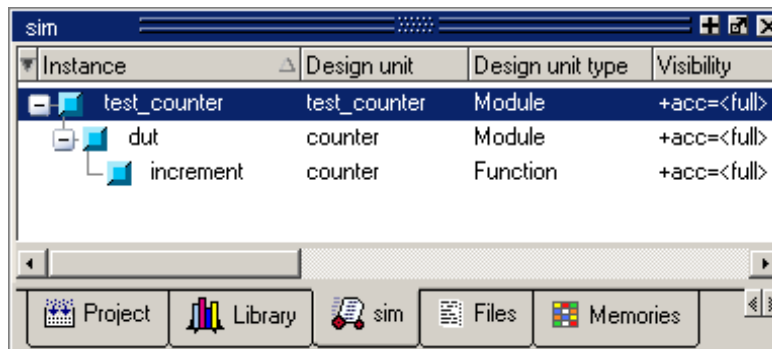 sim
Instance Design unit Design unit type Visibility
test_counter test_counter Module +acc=<full>
dut counter Module +acc=<full>
increment counter Function +acc=<full>
Project Library sim Files Memories